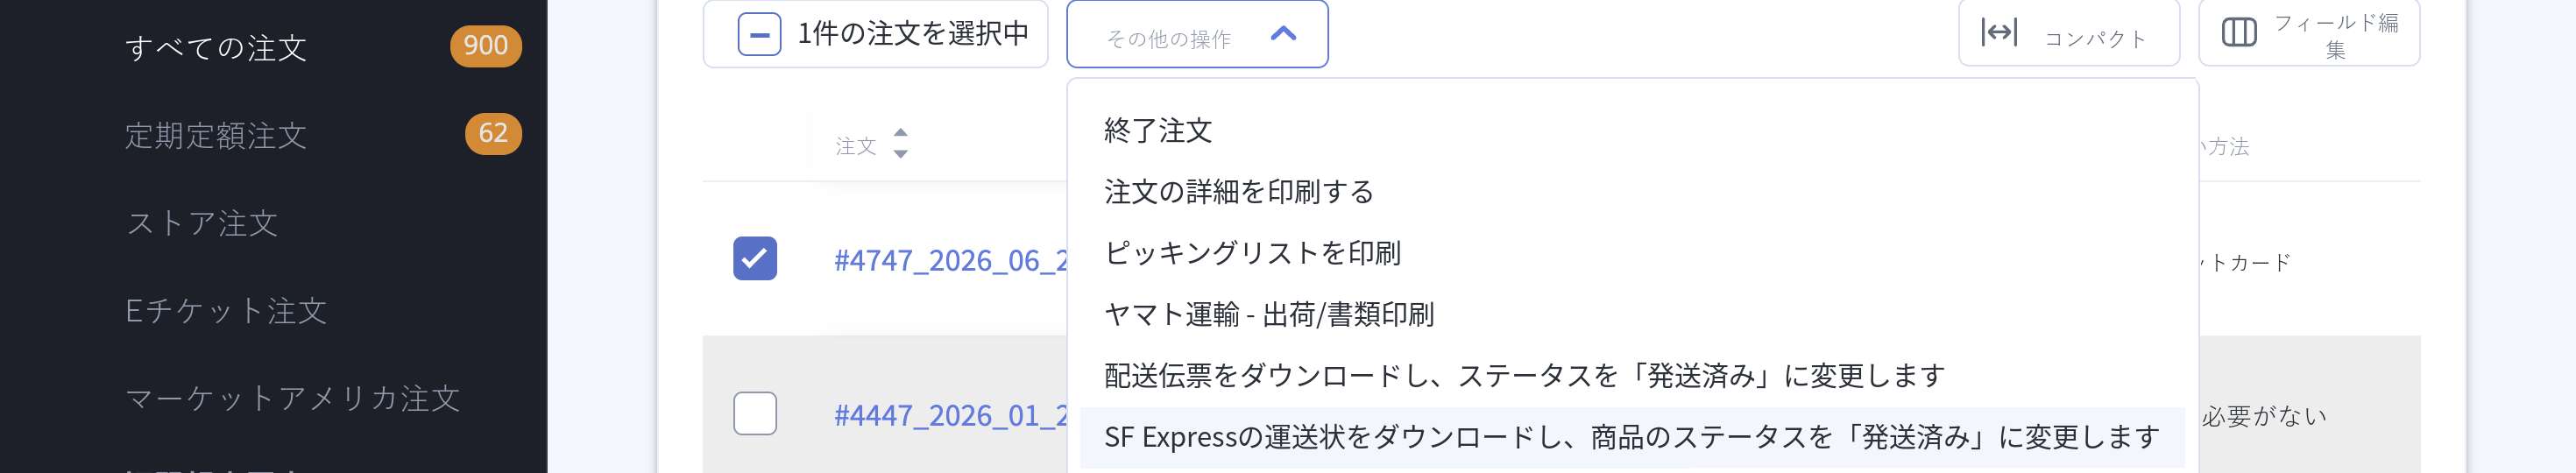 すべての注文 900
定期定額注文 62
ストア注文
Eチケット注文
マーケットアメリカ注文
1件の注文を選択中
その他の操作
コンパクト
フィールド編
集
注文
い方法
終了注文
注文の詳細を印刷する
ピッキングリストを印刷
ヤマト運輸 - 出荷/書類印刷
配送伝票をダウンロードし、ステータスを「発送済み」に変更します
SF Expressの運送状をダウンロードし、商品のステータスを「発送済み」に変更します
#4747_2026_06_2
ットカード
#4447_2026_01_2
必要がない